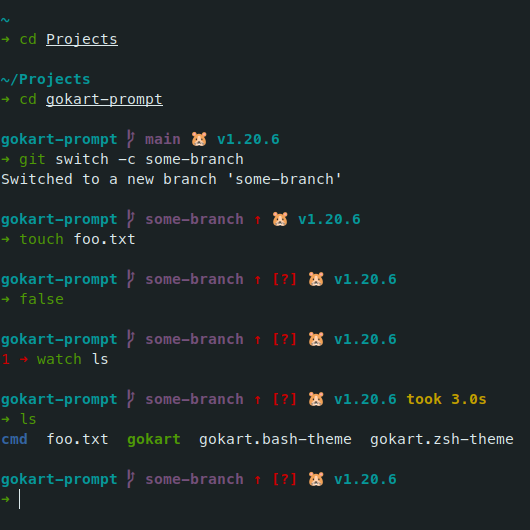 ~
→ cd Projects
~/Projects
→ cd gokart-prompt
gokart-prompt main 🐹 v1.20.6
→ git switch -c some-branch
Switched to a new branch 'some-branch'
gokart-prompt some-branch ↑ 🐹 v1.20.6
→ touch foo.txt
gokart-prompt some-branch ↑ [?] 🐹 v1.20.6
→ false
gokart-prompt some-branch ↑ [?] 🐹 v1.20.6
1 → watch ls
gokart-prompt some-branch ↑ [?] 🐹 v1.20.6 took 3.0s
→ ls
cmd foo.txt gokart gokart.bash-theme gokart.zsh-theme
gokart-prompt some-branch ↑ [?] 🐹 v1.20.6
→